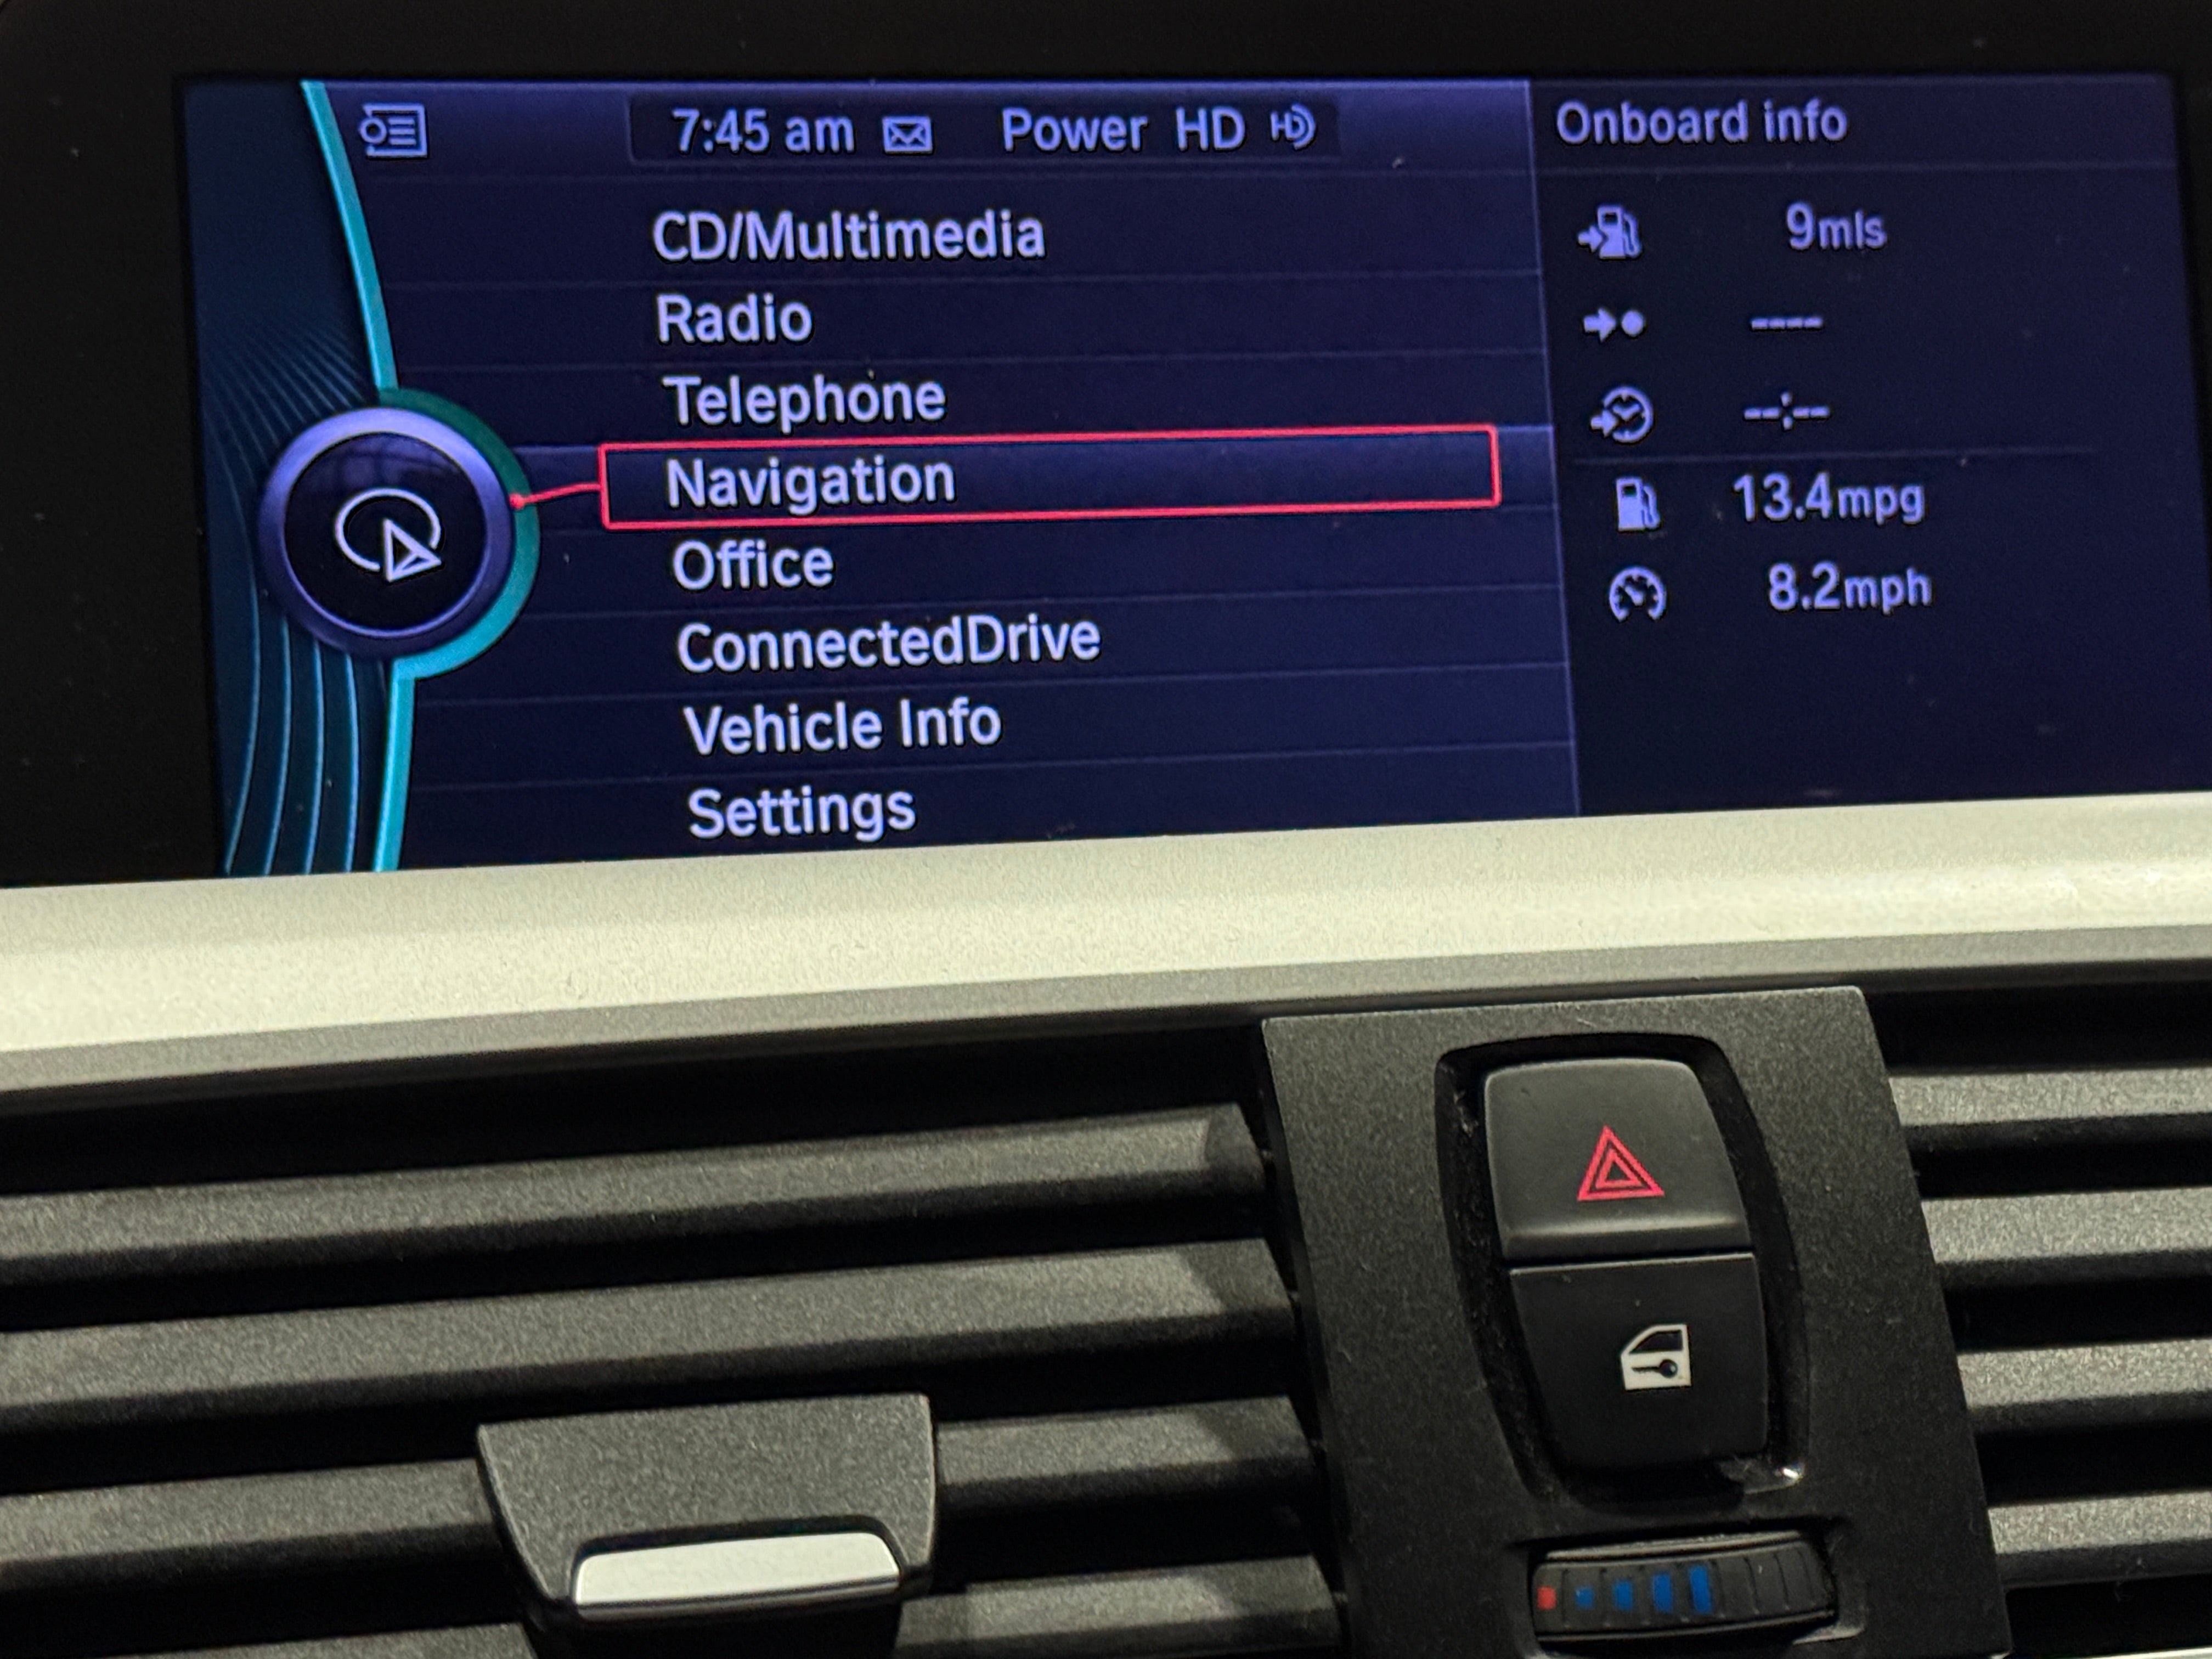 7:45 am Power HD HD
Onboard info
CD/Multimedia
Radio
Telephone
Navigation
Office
ConnectedDrive
Vehicle Info
Settings
9mls
----
--:--
13.4mpg
8.2mph